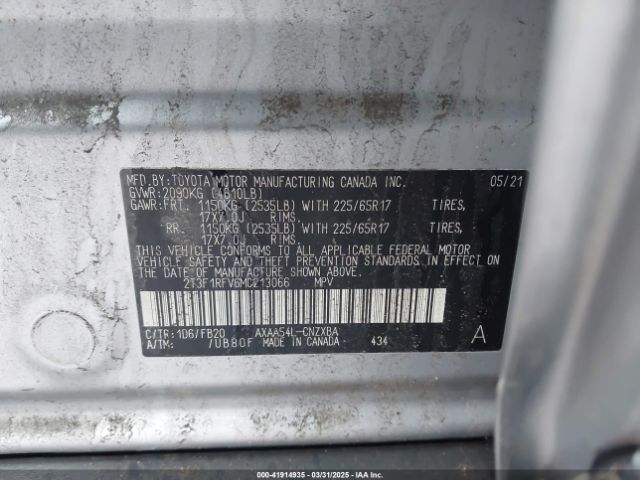 MFD.BY:TOYOTA MOTOR MANUFACTURING CANADA INC. 05/21
GVWR:2090KG (4610LB)
GAWR:FRT. 1150KG (2535LB) WITH 225/65R17 TIRES,
17X7.0J RIMS.
RR. 1150KG (2535LB) WITH 225/65R17 TIRES,
17X7.0J RIMS.
THIS VEHICLE CONFORMS TO ALL APPLICABLE FEDERAL MOTOR
VEHICLE SAFETY AND THEFT PREVENTION STANDARDS IN EFFECT
ON THE DATE OF MANUFACTURE SHOWN ABOVE.
2T3F1RFV6MC213066 MPV
C/TR:1D6/FB20 AXAA54L-CNZXBA A
A/TM: /UB80F MADE IN CANADA 434
00-41914935 / 03/31/2025 / IAAI.COM